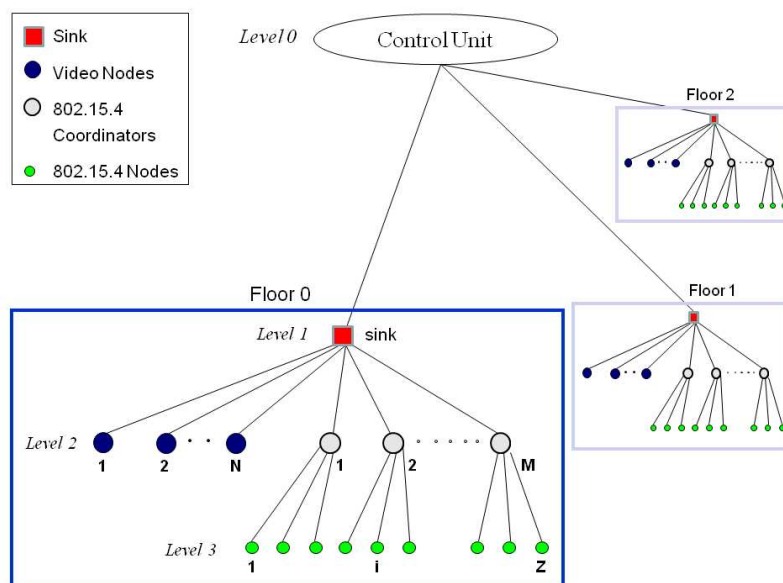 Sink
Video Nodes
802.15.4
Coordinators
802.15.4 Nodes
Level 0
Control Unit
Floor 2
Floor 1
Floor 0
Level 1
sink
Level 2
1
2
N
1
2
M
Level 3
1
i
Z